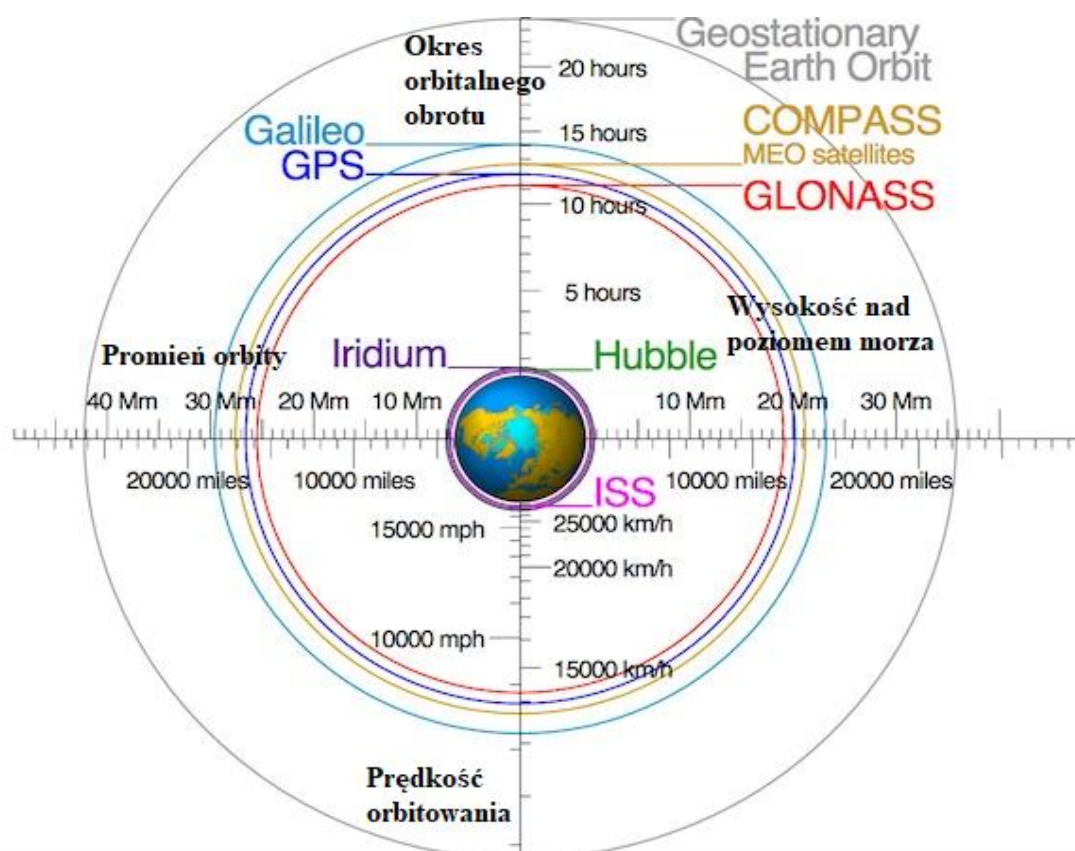 Okres
orbitalnego
obrotu
Geostationary
Earth Orbit
20 hours
15 hours
COMPASS
MEO satellites
Galileo
GPS
GLONASS
10 hours
5 hours
Wysokość nad
poziomem morza
Promień orbity
Iridium
Hubble
40 Mm
30 Mm
20 Mm
10 Mm
10 Mm
20 Mm
30 Mm
20000 miles
10000 miles
10000 miles
20000 miles
ISS
15000 mph
25000 km/h
20000 km/h
10000 mph
15000 km/h
Prędkość
orbitowania